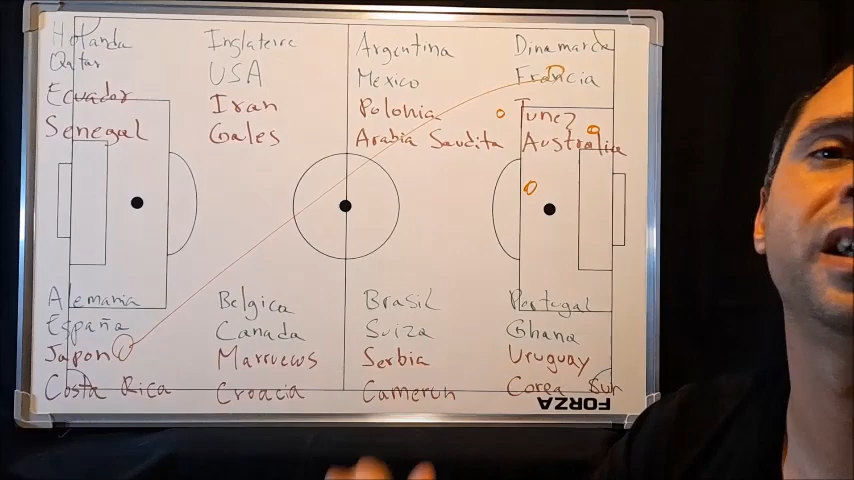 Holanda
Qatar
Ecuador
Senegal
Inglaterre
USA
Iran
Gales
Argentina
Mexico
Polonia
Arabia Saudita
Dinamarca
Francia
Tunez
Australia
Alemania
España
Japon
Costa Rica
Belgica
Canada
Marruecos
Croacia
Brasil
Suiza
Serbia
Camerun
Portugal
Ghana
Uruguay
Corea Sur
FORZA